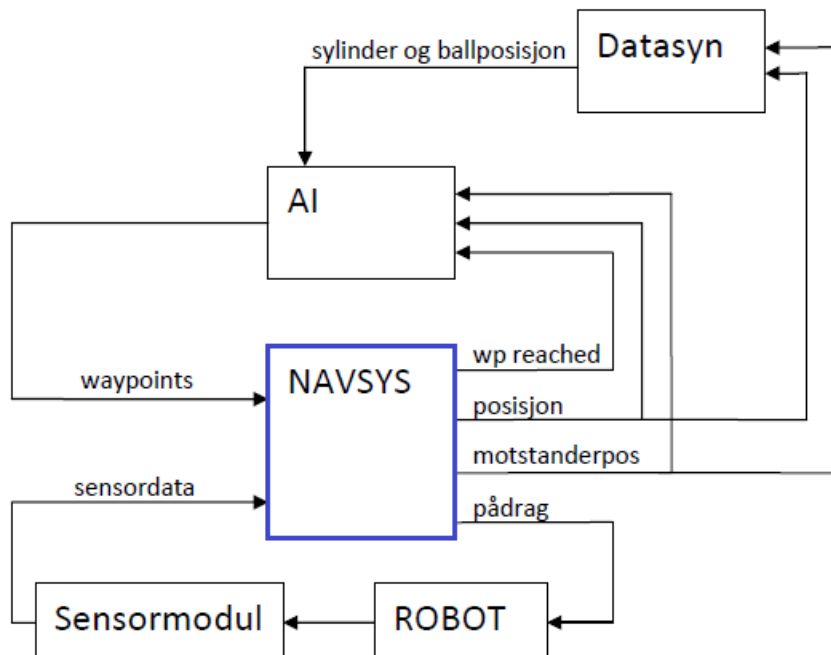 sylinder og ballposisjon
Datasyn
AI
waypoints
NAVSYS
wp reached
posisjon
motstanderpos
sensordata
pådrag
Sensormodul
ROBOT